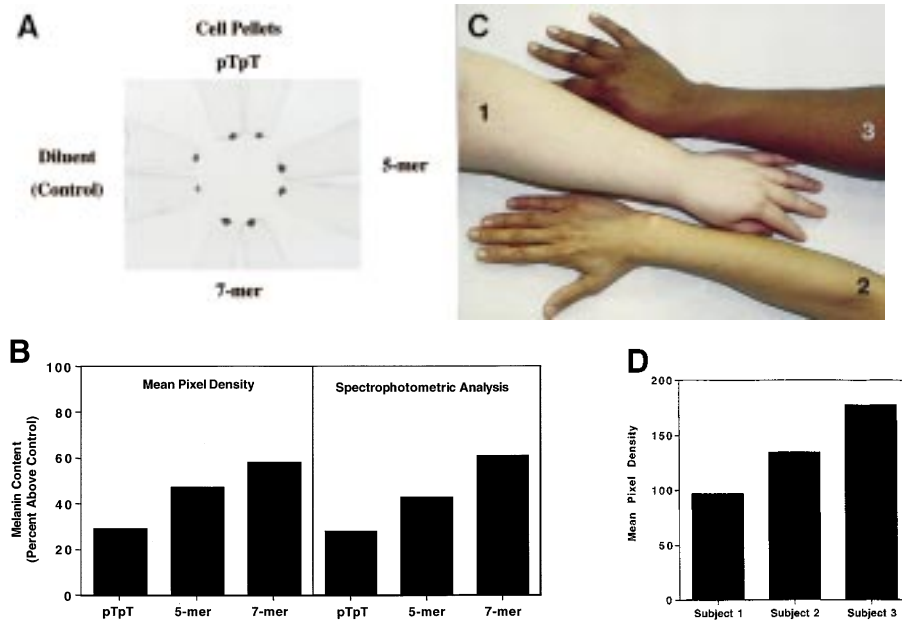 A
Cell Pellets
pTpT
Diluent
(Control)
5-mer
7-mer
C
1
3
2
B
Melanin Content
(Percent Above Control)
100
80
60
40
20
0
Mean Pixel Density
Spectrophotometric Analysis
pTpT
5-mer
7-mer
pTpT
5-mer
7-mer
D
Mean Pixel Density
200
150
100
50
0
Subject 1
Subject 2
Subject 3